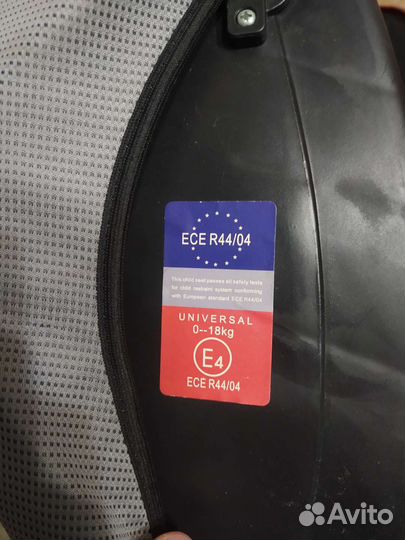 ECE R44/04
This child seat passes all safety tests
for child restraint system conforming
with European standard ECE R44/04
UNIVERSAL
0--18kg
E4
ECE R44/04
Avito